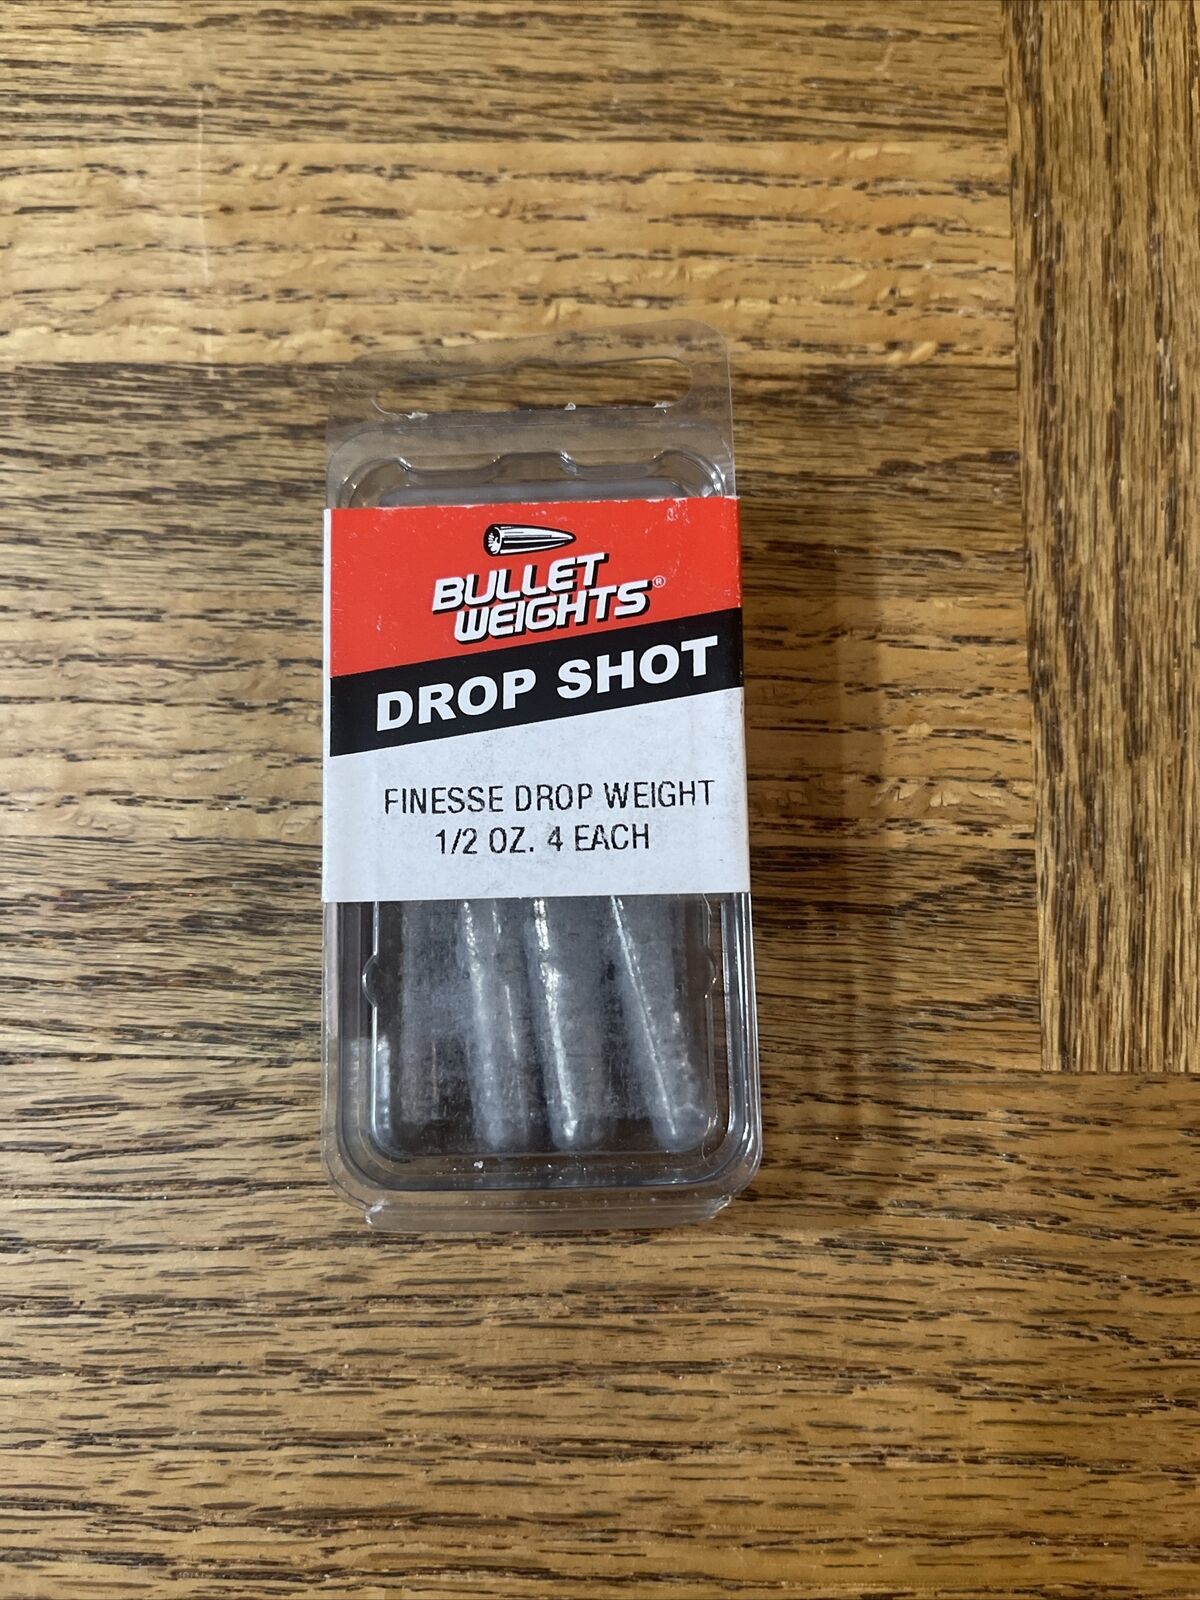 BULLET
WEIGHTS®
DROP SHOT
FINESSE DROP WEIGHT
1/2 OZ. 4 EACH